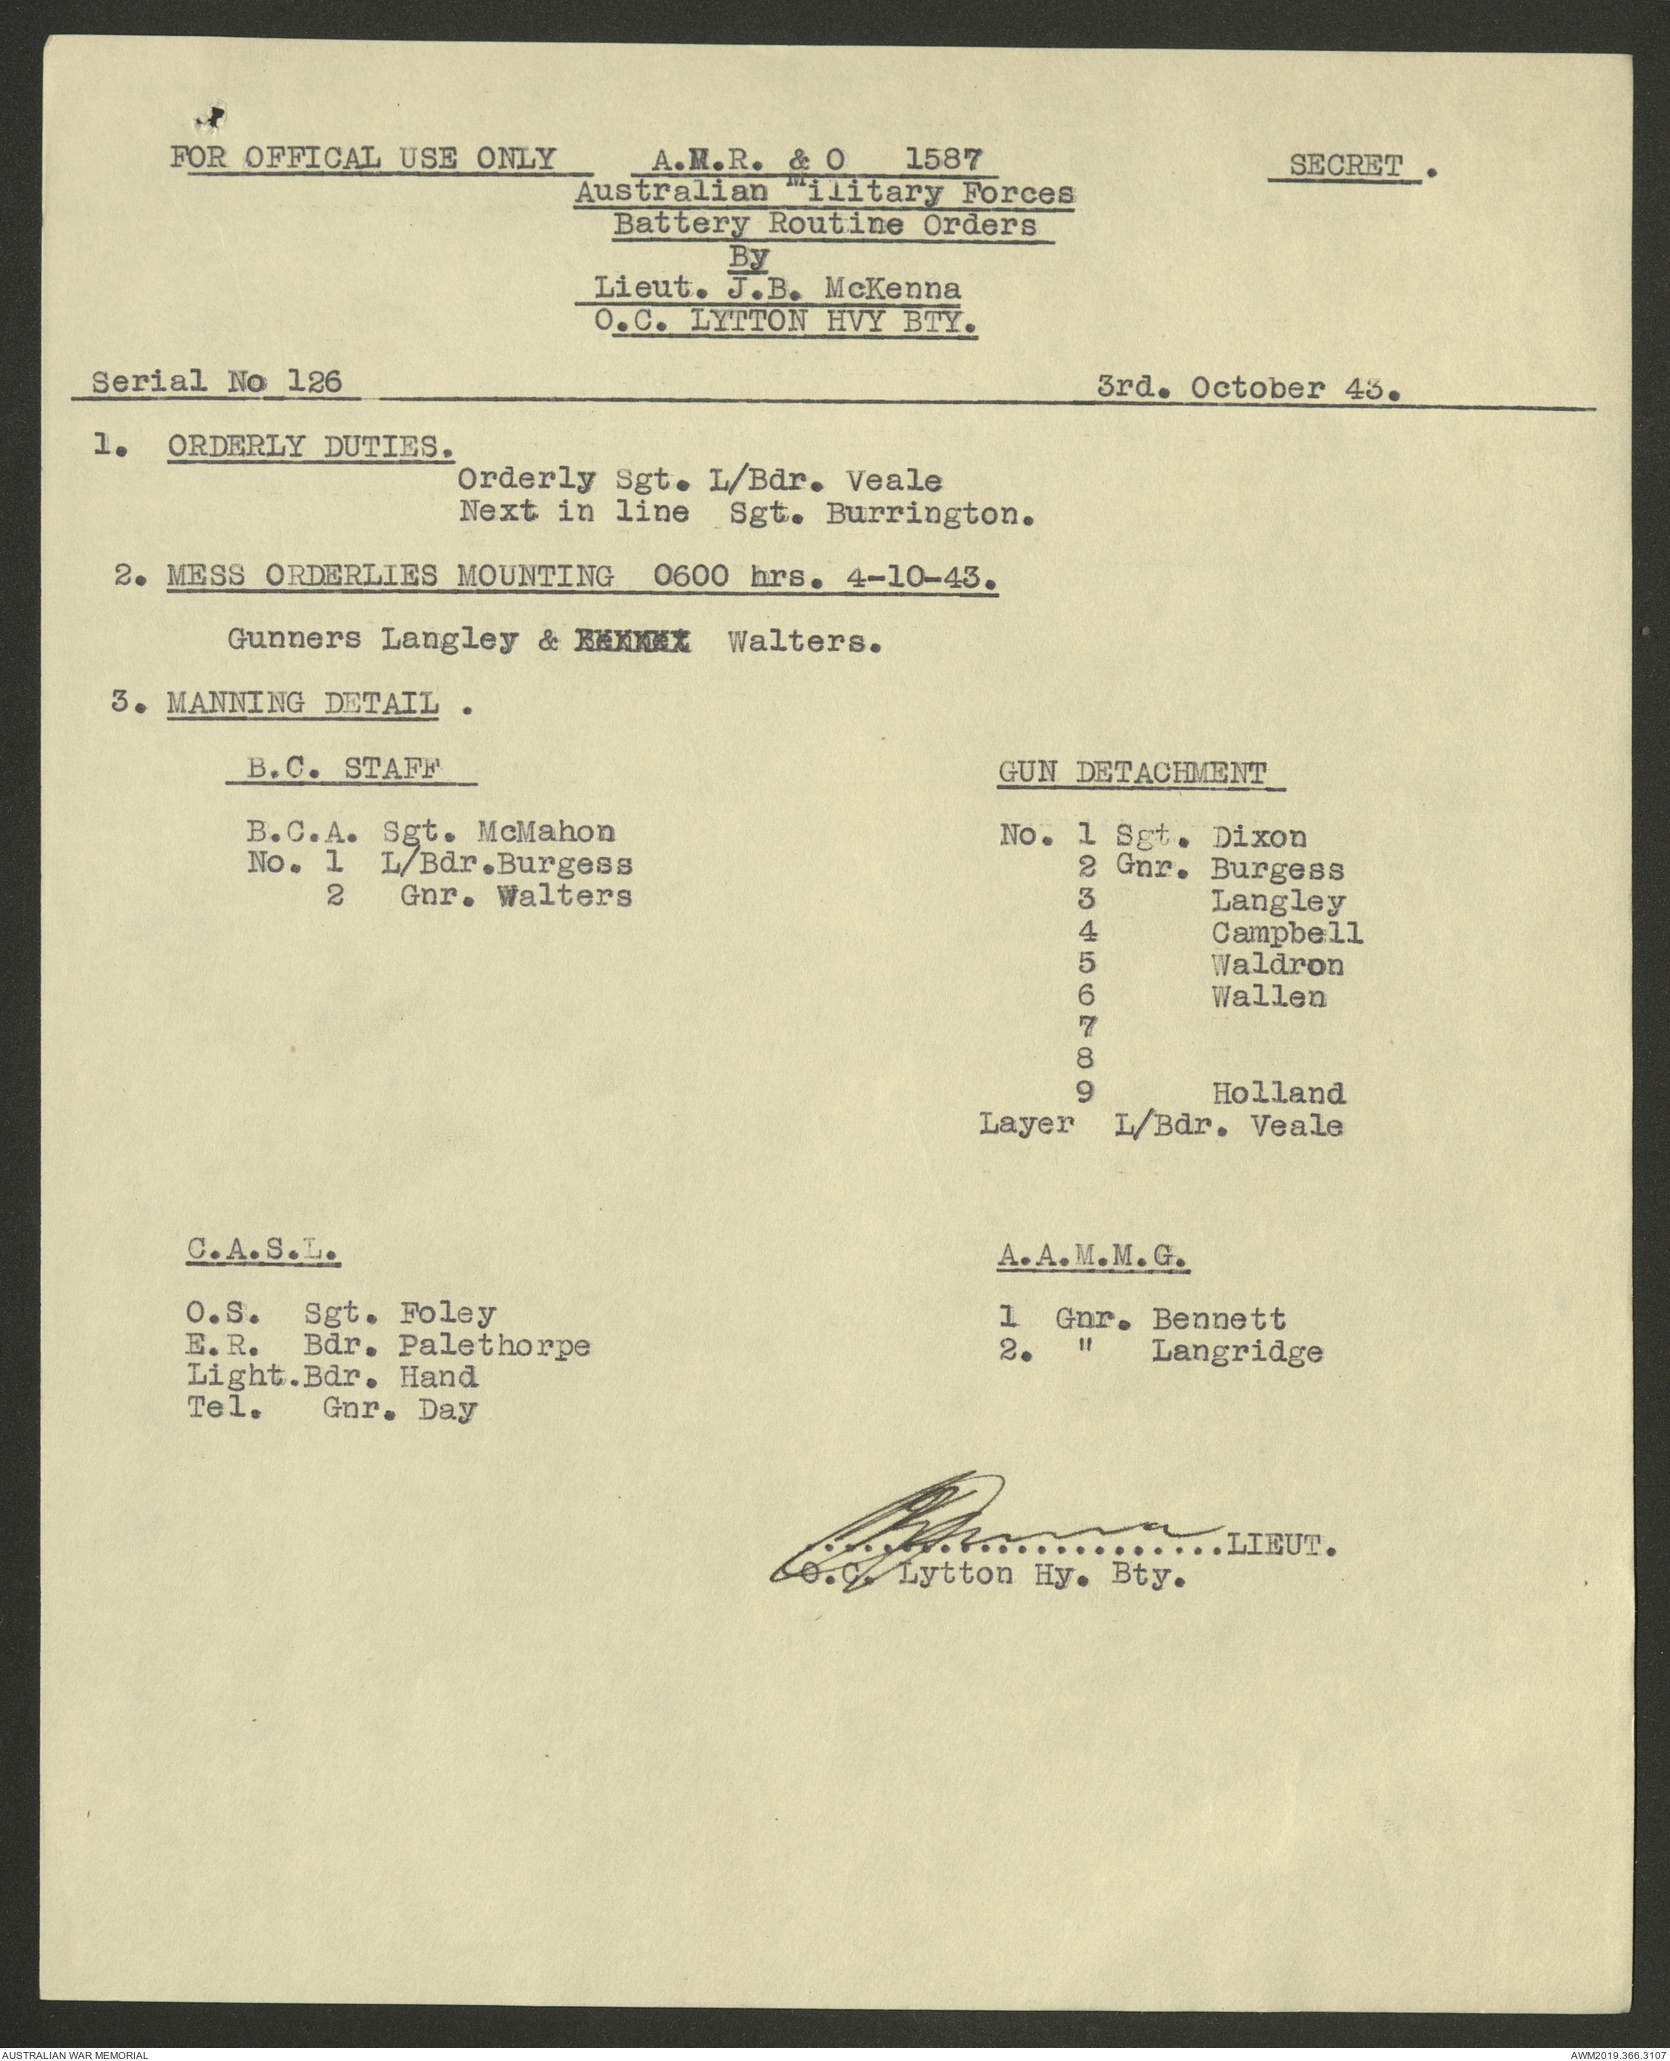 FOR OFFICAL USE ONLY A.M.R. & O 1587 SECRET .
Australian Military Forces
Battery Routine Orders
By
Lieut. J.B. McKenna
O.C. LYTTON HVY BTY.
Serial No 126 3rd. October 43.
1. ORDERLY DUTIES.
Orderly Sgt. L/Bdr. Veale
Next in line Sgt. Burrington.
2. MESS ORDERLIES MOUNTING 0600 hrs. 4-10-43.
Gunners Langley & Walters.
3. MANNING DETAIL .
B.C. STAFF
B.C.A. Sgt. McMahon
No. 1 L/Bdr.Burgess
2 Gnr. Walters
GUN DETACHMENT
No. 1 Sgt. Dixon
2 Gnr. Burgess
3 Langley
4 Campbell
5 Waldron
6 Wallen
7
8
9 Holland
Layer L/Bdr. Veale
C.A.S.L.
O.S. Sgt. Foley
E.R. Bdr. Palethorpe
Light.Bdr. Hand
Tel. Gnr. Day
A.A.M.M.G.
1 Gnr. Bennett
2. " Langridge
......................LIEUT.
O.C. Lytton Hy. Bty.
AUSTRALIAN WAR MEMORIAL AWM2019.366.3107